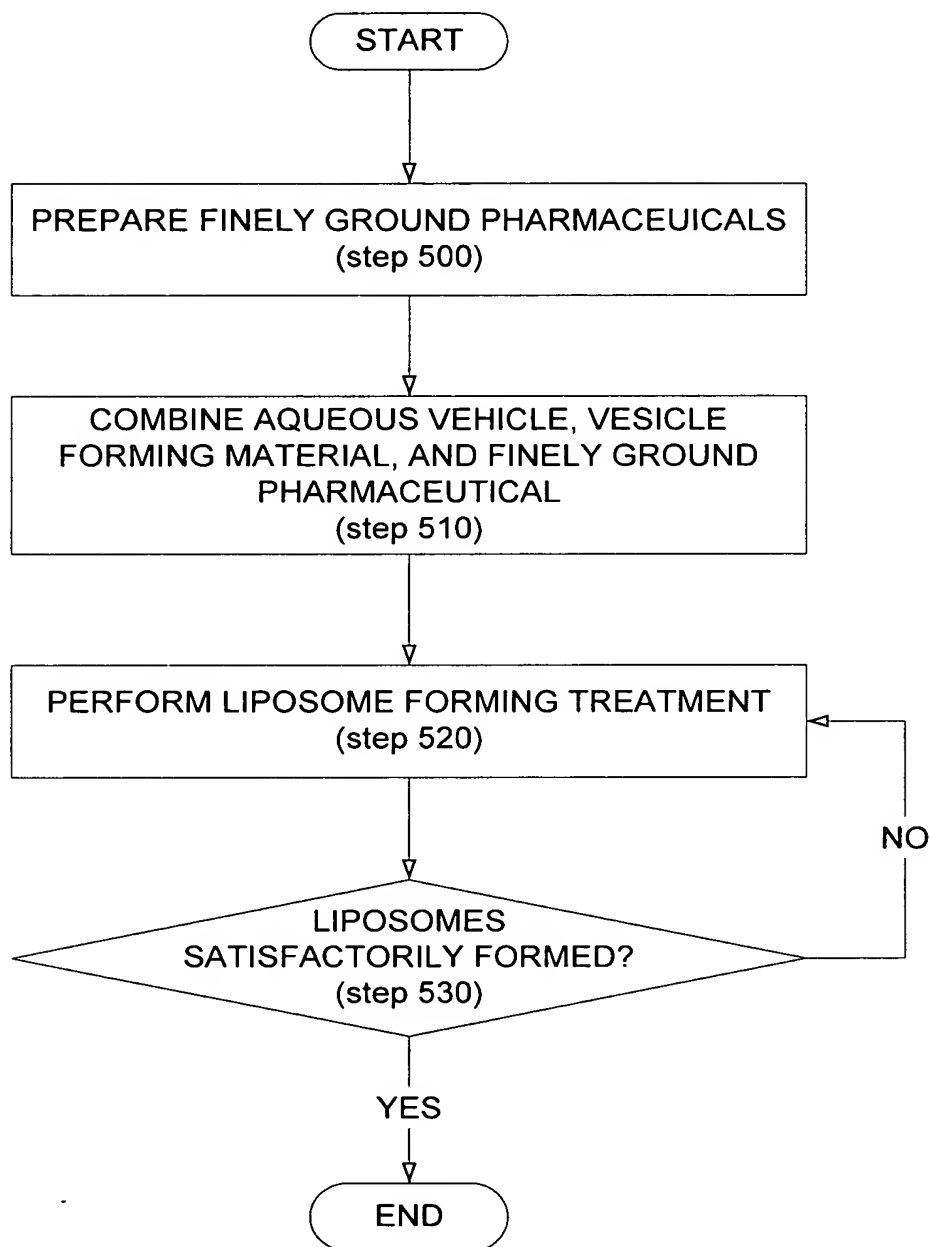 START
PREPARE FINELY GROUND PHARMACEUICALS
(step 500)
COMBINE AQUEOUS VEHICLE, VESICLE
FORMING MATERIAL, AND FINELY GROUND
PHARMACEUTICAL
(step 510)
PERFORM LIPOSOME FORMING TREATMENT
(step 520)
NO
LIPOSOMES
SATISFACTORILY FORMED?
(step 530)
YES
END